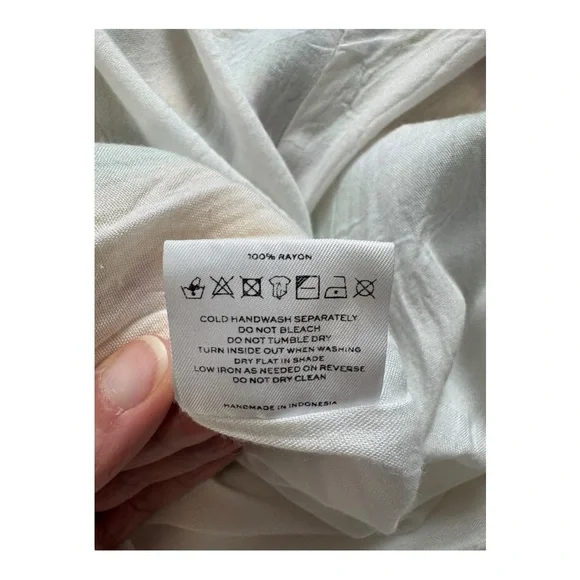 100% RAYON
COLD HANDWASH SEPARATELY
DO NOT BLEACH
DO NOT TUMBLE DRY
TURN INSIDE OUT WHEN WASHING
DRY FLAT IN SHADE
LOW IRON AS NEEDED ON REVERSE
DO NOT DRY CLEAN
HANDMADE IN INDONESIA